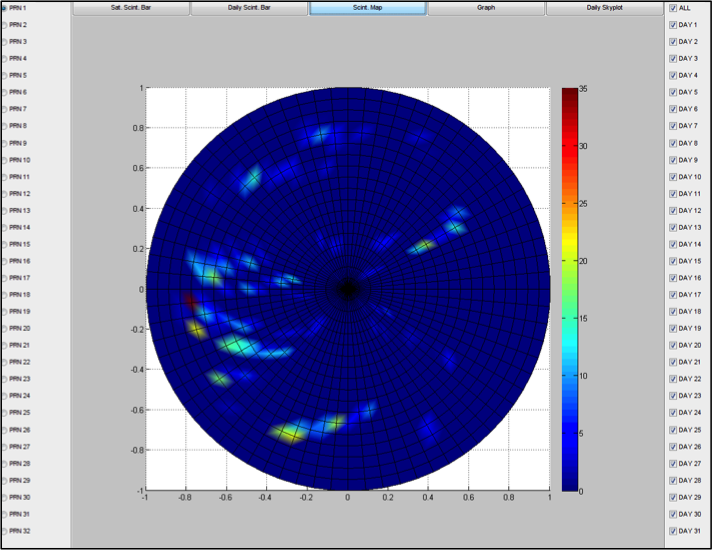 Sat. Scint. Bar
Daily Scint. Bar
Scint. Map
Graph
Daily Skyplot
PRN 1
PRN 2
PRN 3
PRN 4
PRN 5
PRN 6
PRN 7
PRN 8
PRN 9
PRN 10
PRN 11
PRN 12
PRN 13
PRN 14
PRN 15
PRN 16
PRN 17
PRN 18
PRN 19
PRN 20
PRN 21
PRN 22
PRN 23
PRN 24
PRN 25
PRN 26
PRN 27
PRN 28
PRN 29
PRN 30
PRN 31
PRN 32
1
0.8
0.6
0.4
0.2
0
-0.2
-0.4
-0.6
-0.8
-1
-1
-0.8
-0.6
-0.4
-0.2
0
0.2
0.4
0.6
0.8
1
35
30
25
20
15
10
5
0
ALL
DAY 1
DAY 2
DAY 3
DAY 4
DAY 5
DAY 6
DAY 7
DAY 8
DAY 9
DAY 10
DAY 11
DAY 12
DAY 13
DAY 14
DAY 15
DAY 16
DAY 17
DAY 18
DAY 19
DAY 20
DAY 21
DAY 22
DAY 23
DAY 24
DAY 25
DAY 26
DAY 27
DAY 28
DAY 29
DAY 30
DAY 31